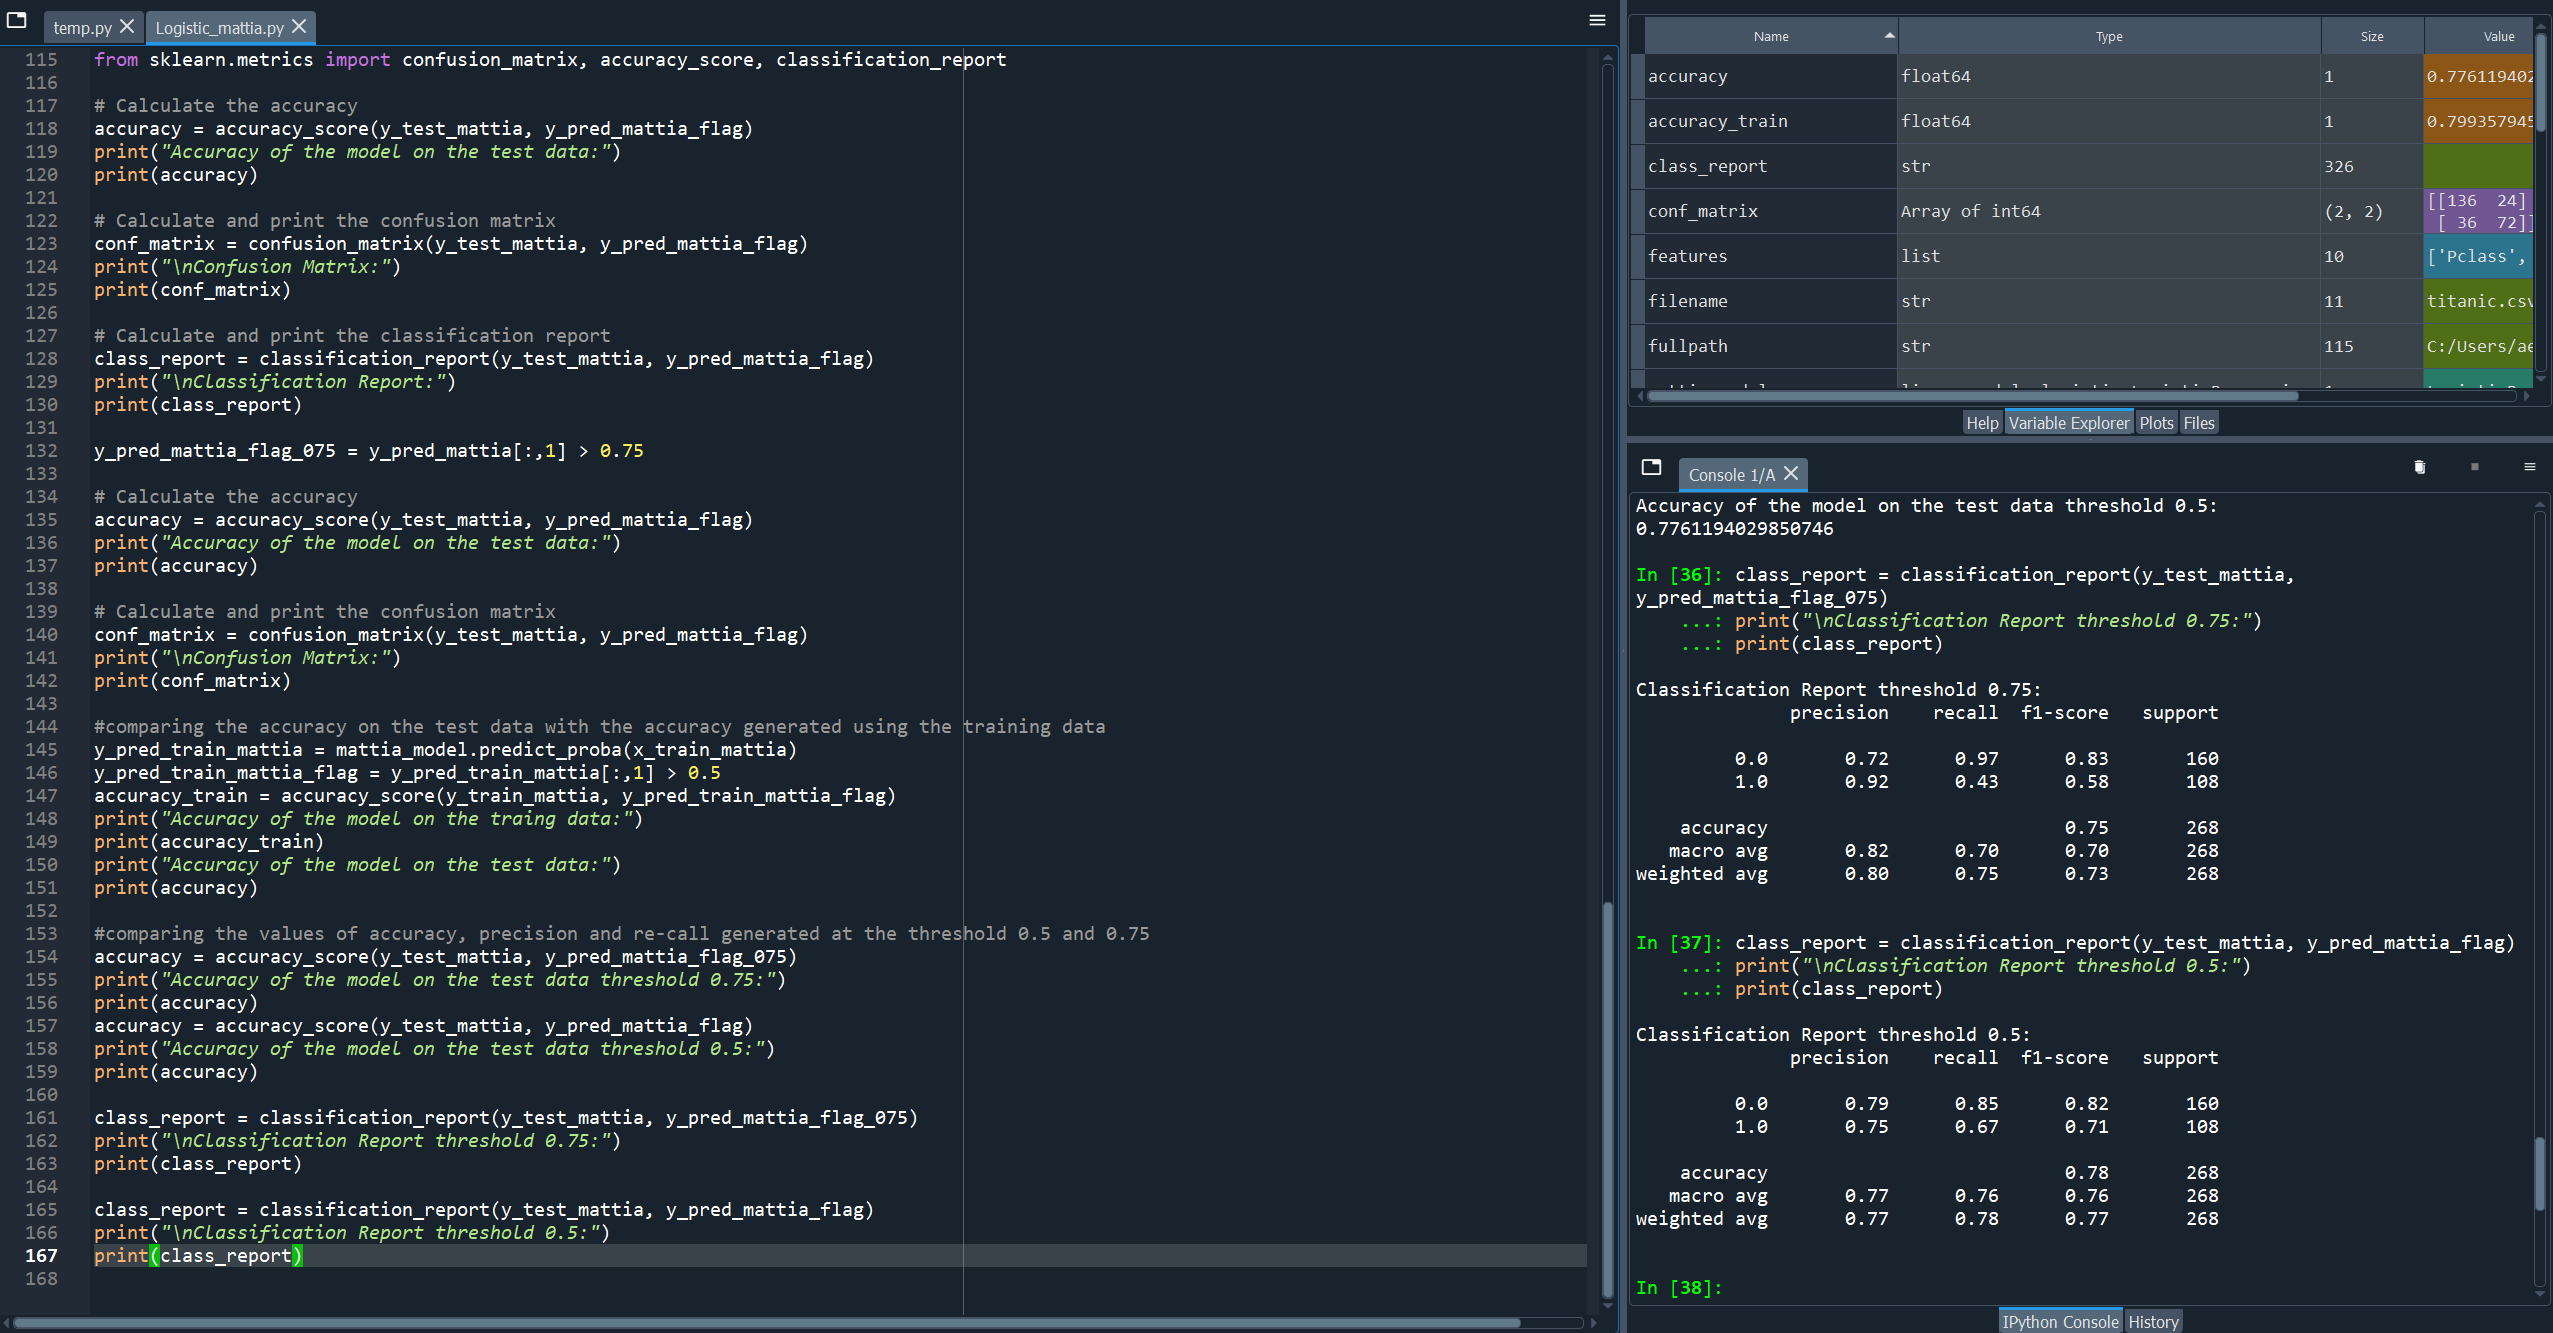 temp.py
Logistic_mattia.py
115 from sklearn.metrics import confusion_matrix, accuracy_score, classification_report
116
117 # Calculate the accuracy
118 accuracy = accuracy_score(y_test_mattia, y_pred_mattia_flag)
119 print("Accuracy of the model on the test data:")
120 print(accuracy)
121
122 # Calculate and print the confusion matrix
123 conf_matrix = confusion_matrix(y_test_mattia, y_pred_mattia_flag)
124 print("\nConfusion Matrix:")
125 print(conf_matrix)
126
127 # Calculate and print the classification report
128 class_report = classification_report(y_test_mattia, y_pred_mattia_flag)
129 print("\nClassification Report:")
130 print(class_report)
131
132 y_pred_mattia_flag_075 = y_pred_mattia[:,1] > 0.75
133
134 # Calculate the accuracy
135 accuracy = accuracy_score(y_test_mattia, y_pred_mattia_flag)
136 print("Accuracy of the model on the test data:")
137 print(accuracy)
138
139 # Calculate and print the confusion matrix
140 conf_matrix = confusion_matrix(y_test_mattia, y_pred_mattia_flag)
141 print("\nConfusion Matrix:")
142 print(conf_matrix)
143
144 #comparing the accuracy on the test data with the accuracy generated using the training data
145 y_pred_train_mattia = mattia_model.predict_proba(x_train_mattia)
146 y_pred_train_mattia_flag = y_pred_train_mattia[:,1] > 0.5
147 accuracy_train = accuracy_score(y_train_mattia, y_pred_train_mattia_flag)
148 print("Accuracy of the model on the traing data:")
149 print(accuracy_train)
150 print("Accuracy of the model on the test data:")
151 print(accuracy)
152
153 #comparing the values of accuracy, precision and re-call generated at the threshold 0.5 and 0.75
154 accuracy = accuracy_score(y_test_mattia, y_pred_mattia_flag_075)
155 print("Accuracy of the model on the test data threshold 0.75:")
156 print(accuracy)
157 accuracy = accuracy_score(y_test_mattia, y_pred_mattia_flag)
158 print("Accuracy of the model on the test data threshold 0.5:")
159 print(accuracy)
160
161 class_report = classification_report(y_test_mattia, y_pred_mattia_flag_075)
162 print("\nClassification Report threshold 0.75:")
163 print(class_report)
164
165 class_report = classification_report(y_test_mattia, y_pred_mattia_flag)
166 print("\nClassification Report threshold 0.5:")
167 print(class_report)
168
Name Type Size Value
accuracy float64 1 0.776119402
accuracy_train float64 1 0.799357945
class_report str 326
conf_matrix Array of int64 (2, 2) [[136 24]
[ 36 72]]
features list 10 ['Pclass',
filename str 11 titanic.csv
fullpath str 115 C:/Users/ae
Help Variable Explorer Plots Files
Console 1/A
Accuracy of the model on the test data threshold 0.5:
0.7761194029850746
In [36]: class_report = classification_report(y_test_mattia,
y_pred_mattia_flag_075)
...: print("\nClassification Report threshold 0.75:")
...: print(class_report)
Classification Report threshold 0.75:
precision recall f1-score support
0.0 0.72 0.97 0.83 160
1.0 0.92 0.43 0.58 108
accuracy 0.75 268
macro avg 0.82 0.70 0.70 268
weighted avg 0.80 0.75 0.73 268
In [37]: class_report = classification_report(y_test_mattia, y_pred_mattia_flag)
...: print("\nClassification Report threshold 0.5:")
...: print(class_report)
Classification Report threshold 0.5:
precision recall f1-score support
0.0 0.79 0.85 0.82 160
1.0 0.75 0.67 0.71 108
accuracy 0.78 268
macro avg 0.77 0.76 0.76 268
weighted avg 0.77 0.78 0.77 268
In [38]:
IPython Console History